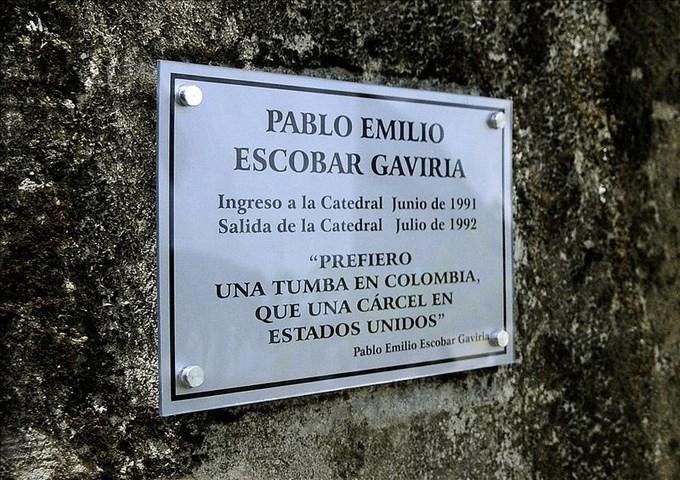 PABLO EMILIO
ESCOBAR GAVIRIA
Ingreso a la Catedral Junio de 1991
Salida de la Catedral Julio de 1992
“PREFIERO
UNA TUMBA EN COLOMBIA,
QUE UNA CÁRCEL EN
ESTADOS UNIDOS”
Pablo Emilio Escobar Gaviria